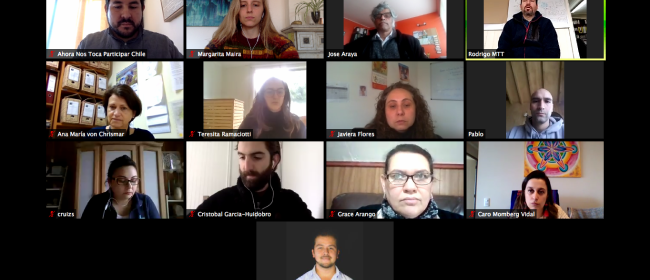 Ahora Nos Toca Participar Chile
Margarita Maira
Jose Araya
Rodrigo MTT
Ana María von Chrismar
Teresita Ramaciotti
Javiera Flores
Pablo
cruizs
Cristobal Garcia-Huidobro
Grace Arango
Caro Momberg Vidal